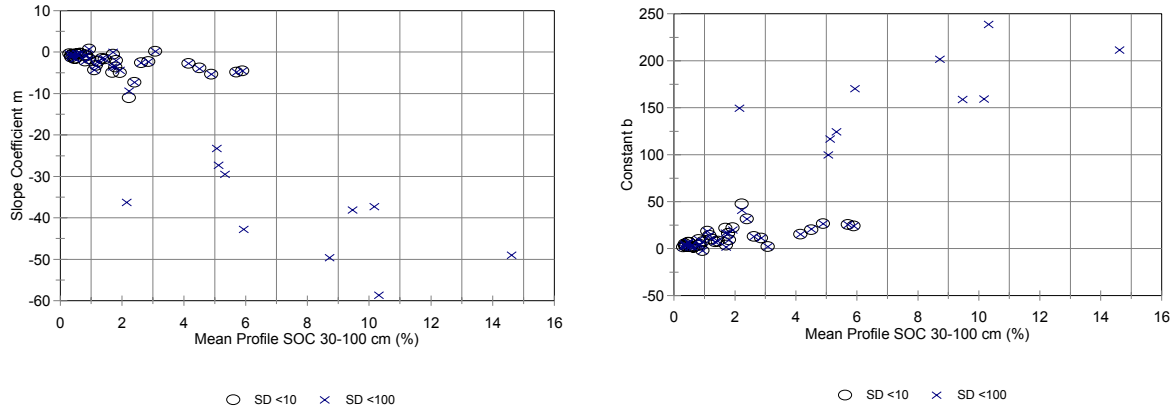 10
0
-10
-20
-30
-40
-50
-60
Slope Coefficient m
0 2 4 6 8 10 12 14 16
Mean Profile SOC 30-100 cm (%)
SD <10 SD <100
250
200
150
100
50
0
-50
Constant b
0 2 4 6 8 10 12 14 16
Mean Profile SOC 30-100 cm (%)
SD <10 SD <100